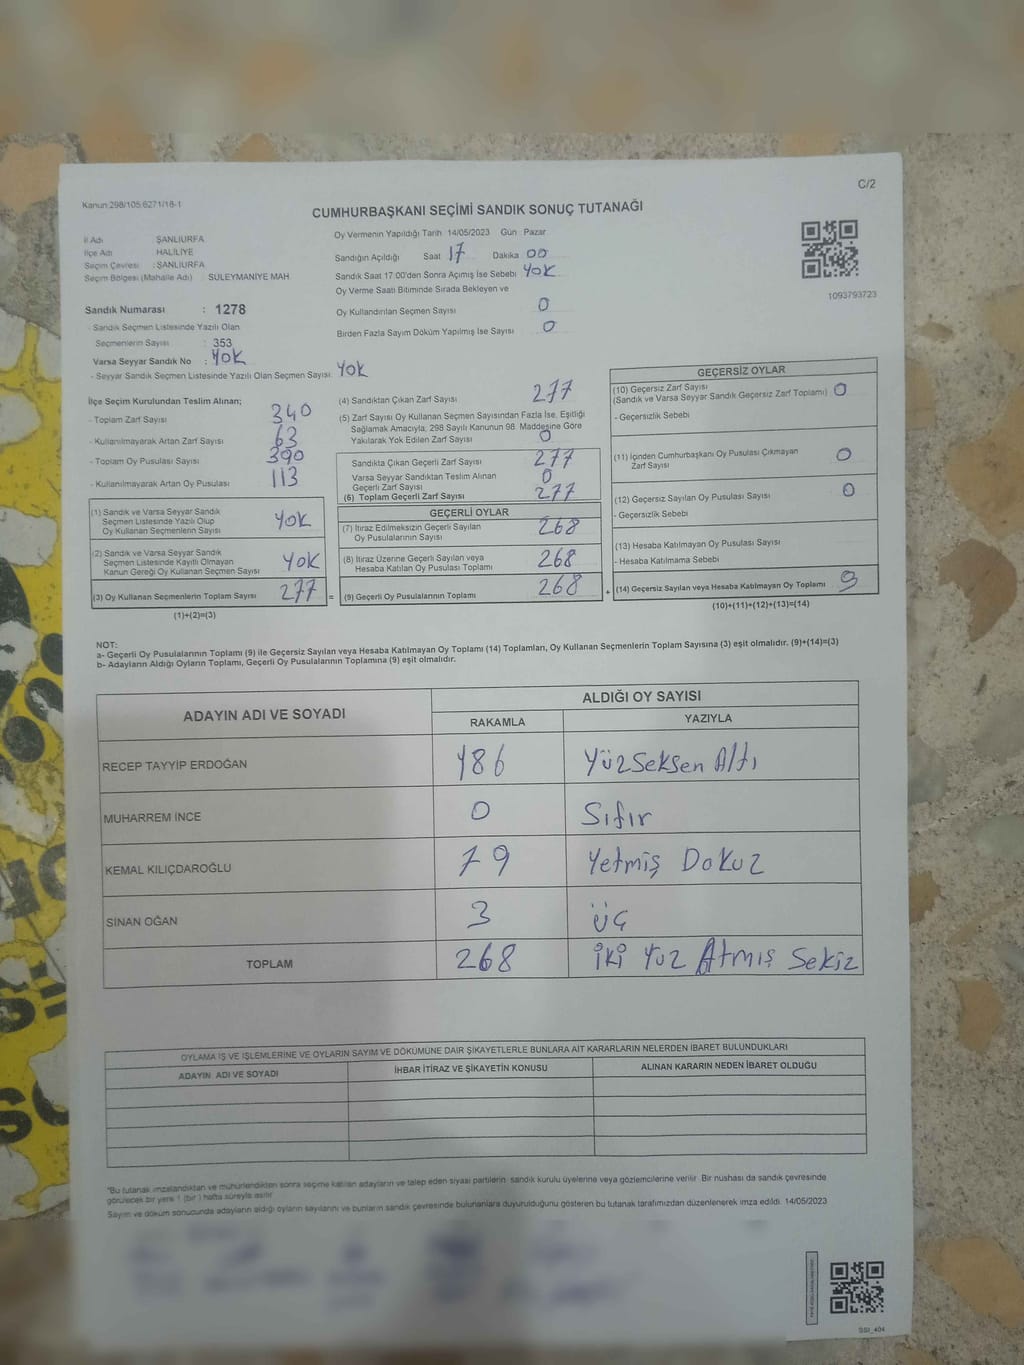 C/2
Kanun:298/105 6271/18-1
CUMHURBAŞKANI SEÇİMİ SANDIK SONUÇ TUTANAĞI
İl Adı : ŞANLIURFA
İlçe Adı : HALİLİYE
Seçim Çevresi : ŞANLIURFA
Seçim Bölgesi (Mahalle Adı) : SÜLEYMANİYE MAH.
Oy Vermenin Yapıldığı Tarih 14/05/2023 Gün Pazar
Sandığın Açıldığı Saat 17 Dakika 00
Sandık Saat 17 00'den Sonra Açımış İse Sebebi YOK
Oy Verme Saati Bitiminde Sırada Bekleyen ve
Oy Kullandırılan Seçmen Sayısı 0
Birden Fazla Sayım Döküm Yapılmış İse Sayısı 0
1093793723
Sandık Numarası : 1278
- Sandık Seçmen Listesinde Yazılı Olan
Seçmenlerin Sayısı : 353
Varsa Seyyar Sandık No : YOK
- Seyyar Sandık Seçmen Listesinde Yazılı Olan Seçmen Sayısı: YOK
İlçe Seçim Kurulundan Teslim Alınan;
- Toplam Zarf Sayısı 340
- Kullanılmayarak Artan Zarf Sayısı 63
- Toplam Oy Pusulası Sayısı 390
- Kullanılmayarak Artan Oy Pusulası 113
(1) Sandık ve Varsa Seyyar Sandık
Seçmen Listesinde Yazılı Olup
Oy Kullanan Seçmenlerin Sayısı YOK
(2) Sandık ve Varsa Seyyar Sandık
Seçmen Listesinde Kayıtlı Olmayan
Kanun Gereği Oy Kullanan Seçmen Sayısı YOK
(3) Oy Kullanan Seçmenlerin Toplam Sayısı 277 =
(1)+(2)=(3)
(4) Sandıktan Çıkan Zarf Sayısı 277
(5) Zarf Sayısı Oy Kullanan Seçmen Sayısından Fazla İse, Eşitliği
Sağlamak Amacıyla, 298 Sayılı Kanunun 98. Maddesine Göre
Yakılarak Yok Edilen Zarf Sayısı 0
Sandıkta Çıkan Geçerli Zarf Sayısı 277
Varsa Seyyar Sandıktan Teslim Alınan
Geçerli Zarf Sayısı 0
(6) Toplam Geçerli Zarf Sayısı 277
GEÇERLİ OYLAR
(7) İtiraz Edilmeksizin Geçerli Sayılan
Oy Pusulalarının Sayısı 268
(8) İtiraz Üzerine Geçerli Sayılan veya
Hesaba Katılan Oy Pusulası Toplamı 268
(9) Geçerli Oy Pusulalarının Toplamı 268 +
GEÇERSİZ OYLAR
(10) Geçersiz Zarf Sayısı
(Sandık ve Varsa Seyyar Sandık Geçersiz Zarf Toplamı) 0
- Geçersizlik Sebebi
(11) İçinden Cumhurbaşkanı Oy Pusulası Çıkmayan
Zarf Sayısı 0
(12) Geçersiz Sayılan Oy Pusulası Sayısı 0
- Geçersizlik Sebebi
(13) Hesaba Katılmayan Oy Pusulası Sayısı
- Hesaba Katılmama Sebebi
(14) Geçersiz Sayılan veya Hesaba Katılmayan Oy Toplamı 9
(10)+(11)+(12)+(13)=(14)
NOT:
a- Geçerli Oy Pusulalarının Toplamı (9) ile Geçersiz Sayılan veya Hesaba Katılmayan Oy Toplamı (14) Toplamları, Oy Kullanan Seçmenlerin Toplam Sayısına (3) eşit olmalıdır. (9)+(14)=(3)
b- Adayların Aldığı Oyların Toplamı, Geçerli Oy Pusulalarının Toplamına (9) eşit olmalıdır.
ADAYIN ADI VE SOYADI
ALDIĞI OY SAYISI
RAKAMLA YAZIYLA
RECEP TAYYİP ERDOĞAN 186 Yüzseksen Altı
MUHARREM İNCE 0 Sıfır
KEMAL KILIÇDAROĞLU 79 Yetmiş Dokuz
SİNAN OĞAN 3 üç
TOPLAM 268 iki Yüz Atmış Sekiz
OYLAMA İŞ VE İŞLEMLERİNE VE OYLARIN SAYIM VE DÖKÜMÜNE DAİR ŞİKAYETLERLE BUNLARA AİT KARARLARIN NELERDEN İBARET BULUNDUKLARI
ADAYIN ADI VE SOYADI İHBAR İTİRAZ VE ŞİKAYETİN KONUSU ALINAN KARARIN NEDEN İBARET OLDUĞU
*Bu tutanak imzalandıktan ve mühürlendikten sonra seçime katılan adayların ve talep eden siyasi partilerin sandık kurulu üyelerine veya gözlemcilerine verilir. Bir nüshası da sandık çevresinde
görülecek bir yere 1 (bir) hafta süreyle asılır
Sayım ve döküm sonucunda adayların aldığı oyların sayılarını ve bunların sandık çevresinde bulunanlara duyurulduğunu gösteren bu tutanak tarafımızdan düzenlenerek imza edildi. 14/05/2023
SSI_404